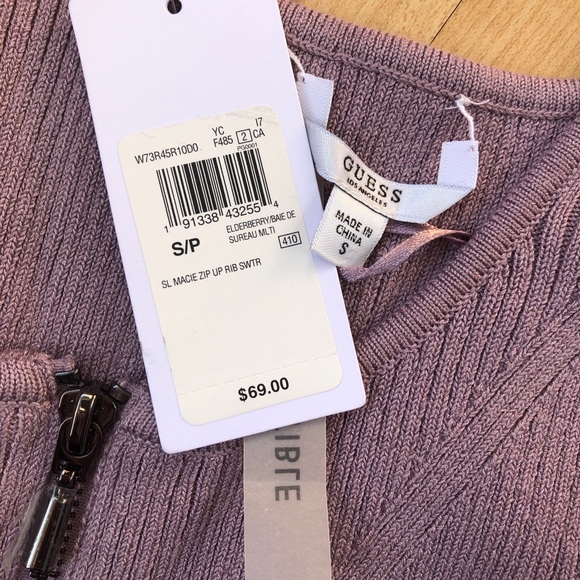 YC I7
W73R45R10D0 F485 2 CA
PG0001
1 91338 43255 4
S/P
ELDERBERRY/BAIE DE
SUREAU MLTI
410
SL MACIE ZIP UP RIB SWTR
$69.00
GUESS
LOS ANGELES
MADE IN
CHINA
S